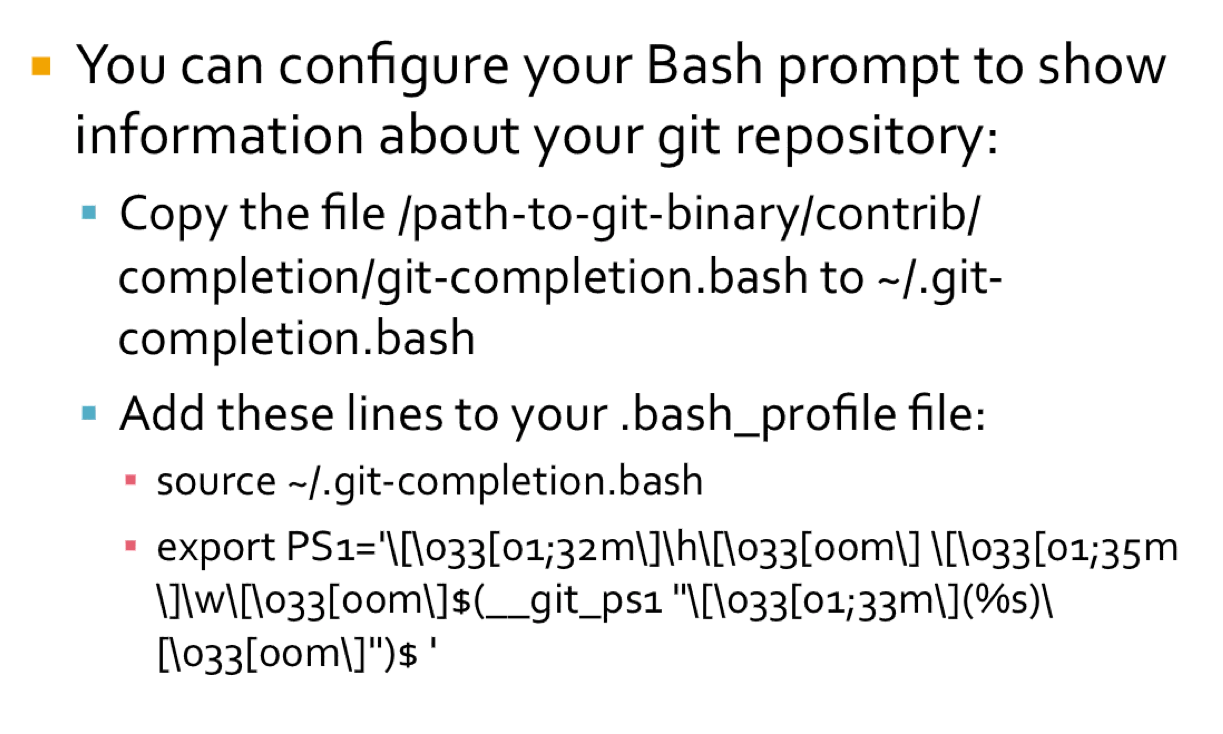 You can configure your Bash prompt to show
information about your git repository:
Copy the file /path-to-git-binary/contrib/
completion/git-completion.bash to ~/.git-
completion.bash
Add these lines to your .bash_profile file:
source ~/.git-completion.bash
export PS1='\[\033[01;32m\]\h\[\033[00m\] \[\033[01;35m
\]\w\[\033[00m\]$(__git_ps1 "\[\033[01;33m\](%s)\
[\033[00m\]")$ '